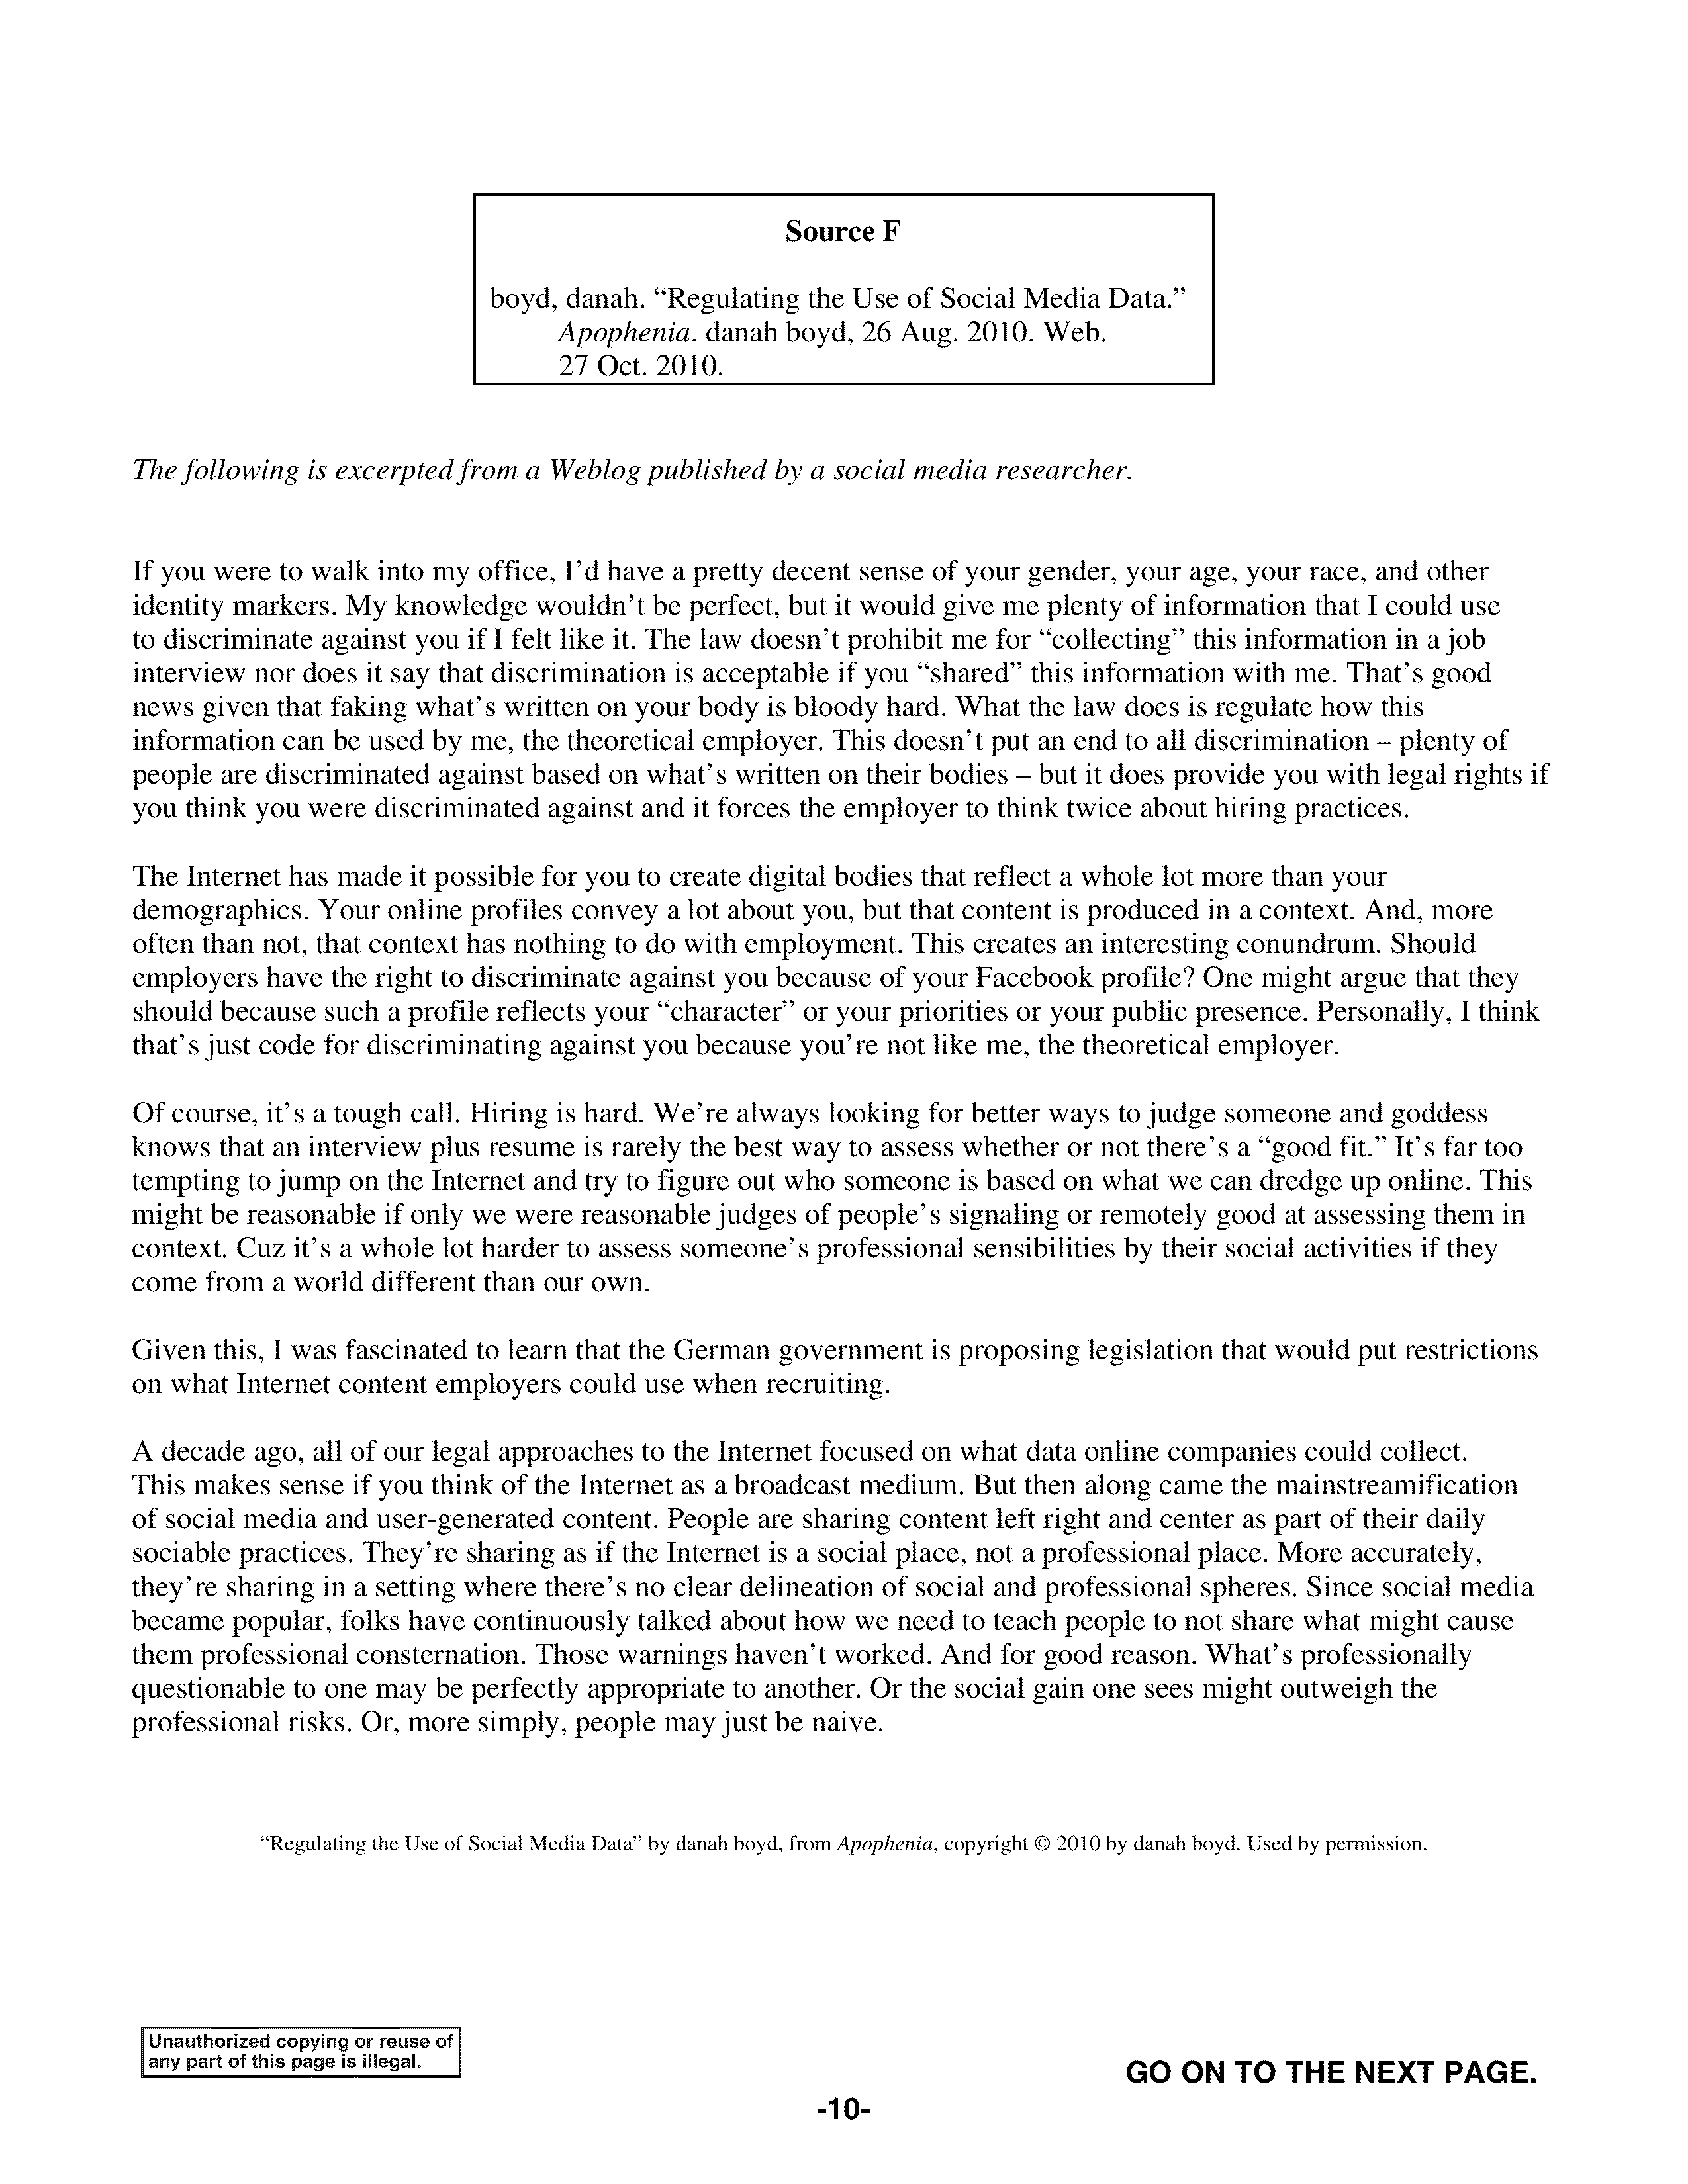 Source F
boyd, danah. “Regulating the Use of Social Media Data.”
Apophenia. danah boyd, 26 Aug. 2010. Web.
27 Oct. 2010.
The following is excerpted from a Weblog published by a social media researcher.
If you were to walk into my office, I’d have a pretty decent sense of your gender, your age, your race, and other
identity markers. My knowledge wouldn’t be perfect, but it would give me plenty of information that I could use
to discriminate against you if I felt like it. The law doesn’t prohibit me for “collecting” this information in a job
interview nor does it say that discrimination is acceptable if you “shared” this information with me. That’s good
news given that faking what’s written on your body is bloody hard. What the law does is regulate how this
information can be used by me, the theoretical employer. This doesn’t put an end to all discrimination – plenty of
people are discriminated against based on what’s written on their bodies – but it does provide you with legal rights if
you think you were discriminated against and it forces the employer to think twice about hiring practices.
The Internet has made it possible for you to create digital bodies that reflect a whole lot more than your
demographics. Your online profiles convey a lot about you, but that content is produced in a context. And, more
often than not, that context has nothing to do with employment. This creates an interesting conundrum. Should
employers have the right to discriminate against you because of your Facebook profile? One might argue that they
should because such a profile reflects your “character” or your priorities or your public presence. Personally, I think
that’s just code for discriminating against you because you’re not like me, the theoretical employer.
Of course, it’s a tough call. Hiring is hard. We’re always looking for better ways to judge someone and goddess
knows that an interview plus resume is rarely the best way to assess whether or not there’s a “good fit.” It’s far too
tempting to jump on the Internet and try to figure out who someone is based on what we can dredge up online. This
might be reasonable if only we were reasonable judges of people’s signaling or remotely good at assessing them in
context. Cuz it’s a whole lot harder to assess someone’s professional sensibilities by their social activities if they
come from a world different than our own.
Given this, I was fascinated to learn that the German government is proposing legislation that would put restrictions
on what Internet content employers could use when recruiting.
A decade ago, all of our legal approaches to the Internet focused on what data online companies could collect.
This makes sense if you think of the Internet as a broadcast medium. But then along came the mainstreamification
of social media and user-generated content. People are sharing content left right and center as part of their daily
sociable practices. They’re sharing as if the Internet is a social place, not a professional place. More accurately,
they’re sharing in a setting where there’s no clear delineation of social and professional spheres. Since social media
became popular, folks have continuously talked about how we need to teach people to not share what might cause
them professional consternation. Those warnings haven’t worked. And for good reason. What’s professionally
questionable to one may be perfectly appropriate to another. Or the social gain one sees might outweigh the
professional risks. Or, more simply, people may just be naive.
“Regulating the Use of Social Media Data” by danah boyd, from Apophenia, copyright © 2010 by danah boyd. Used by permission.
Unauthorized copying or reuse of
any part of this page is illegal.
GO ON TO THE NEXT PAGE.
-10-